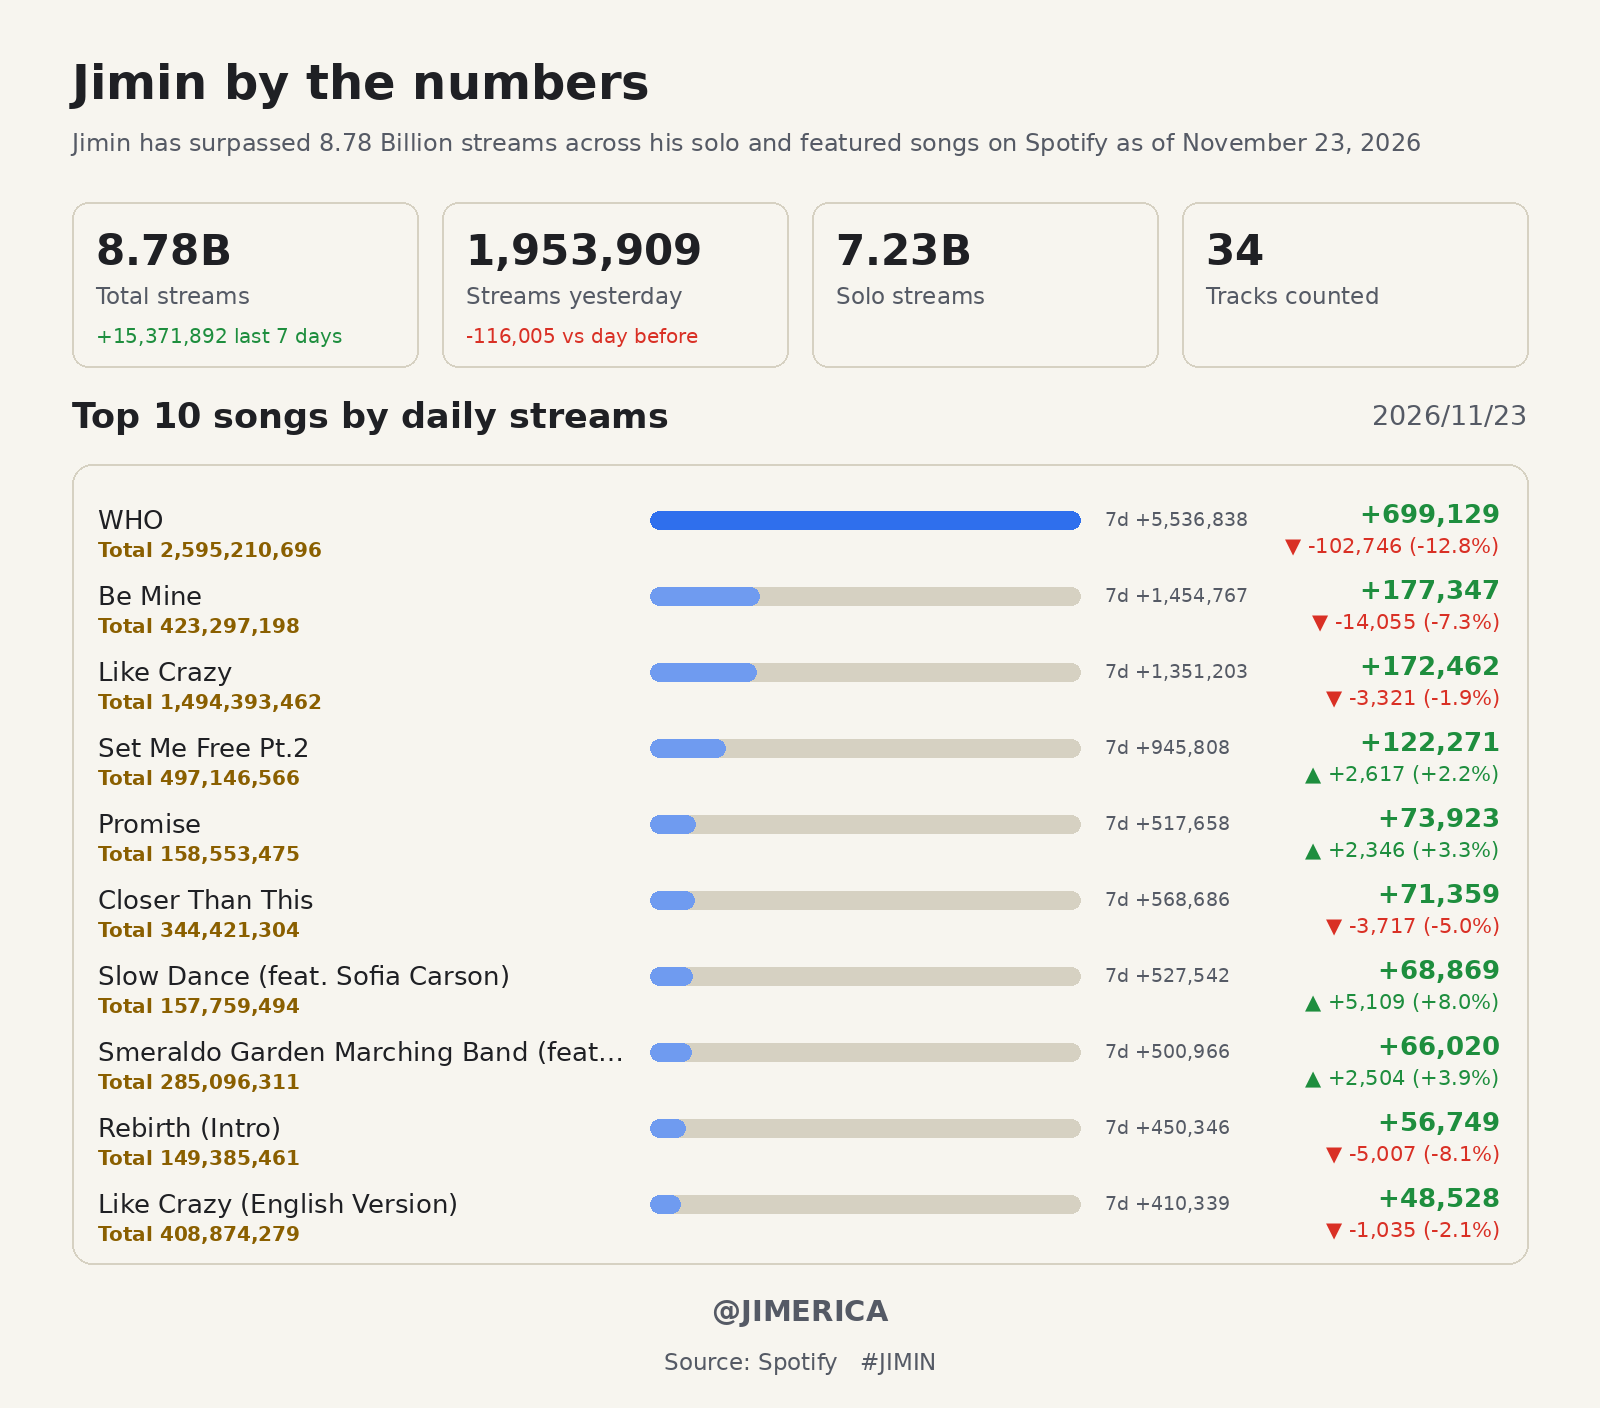 Jimin by the numbers
Jimin has surpassed 8.78 Billion streams across his solo and featured songs on Spotify as of November 23, 2026
8.78B
Total streams
+15,371,892 last 7 days
1,953,909
Streams yesterday
-116,005 vs day before
7.23B
Solo streams
34
Tracks counted
Top 10 songs by daily streams
2026/11/23
WHO
Total 2,595,210,696
7d +5,536,838
+699,129
▼ -102,746 (-12.8%)
Be Mine
Total 423,297,198
7d +1,454,767
+177,347
▼ -14,055 (-7.3%)
Like Crazy
Total 1,494,393,462
7d +1,351,203
+172,462
▼ -3,321 (-1.9%)
Set Me Free Pt.2
Total 497,146,566
7d +945,808
+122,271
▲ +2,617 (+2.2%)
Promise
Total 158,553,475
7d +517,658
+73,923
▲ +2,346 (+3.3%)
Closer Than This
Total 344,421,304
7d +568,686
+71,359
▼ -3,717 (-5.0%)
Slow Dance (feat. Sofia Carson)
Total 157,759,494
7d +527,542
+68,869
▲ +5,109 (+8.0%)
Smeraldo Garden Marching Band (feat...
Total 285,096,311
7d +500,966
+66,020
▲ +2,504 (+3.9%)
Rebirth (Intro)
Total 149,385,461
7d +450,346
+56,749
▼ -5,007 (-8.1%)
Like Crazy (English Version)
Total 408,874,279
7d +410,339
+48,528
▼ -1,035 (-2.1%)
@JIMERICA
Source: Spotify #JIMIN